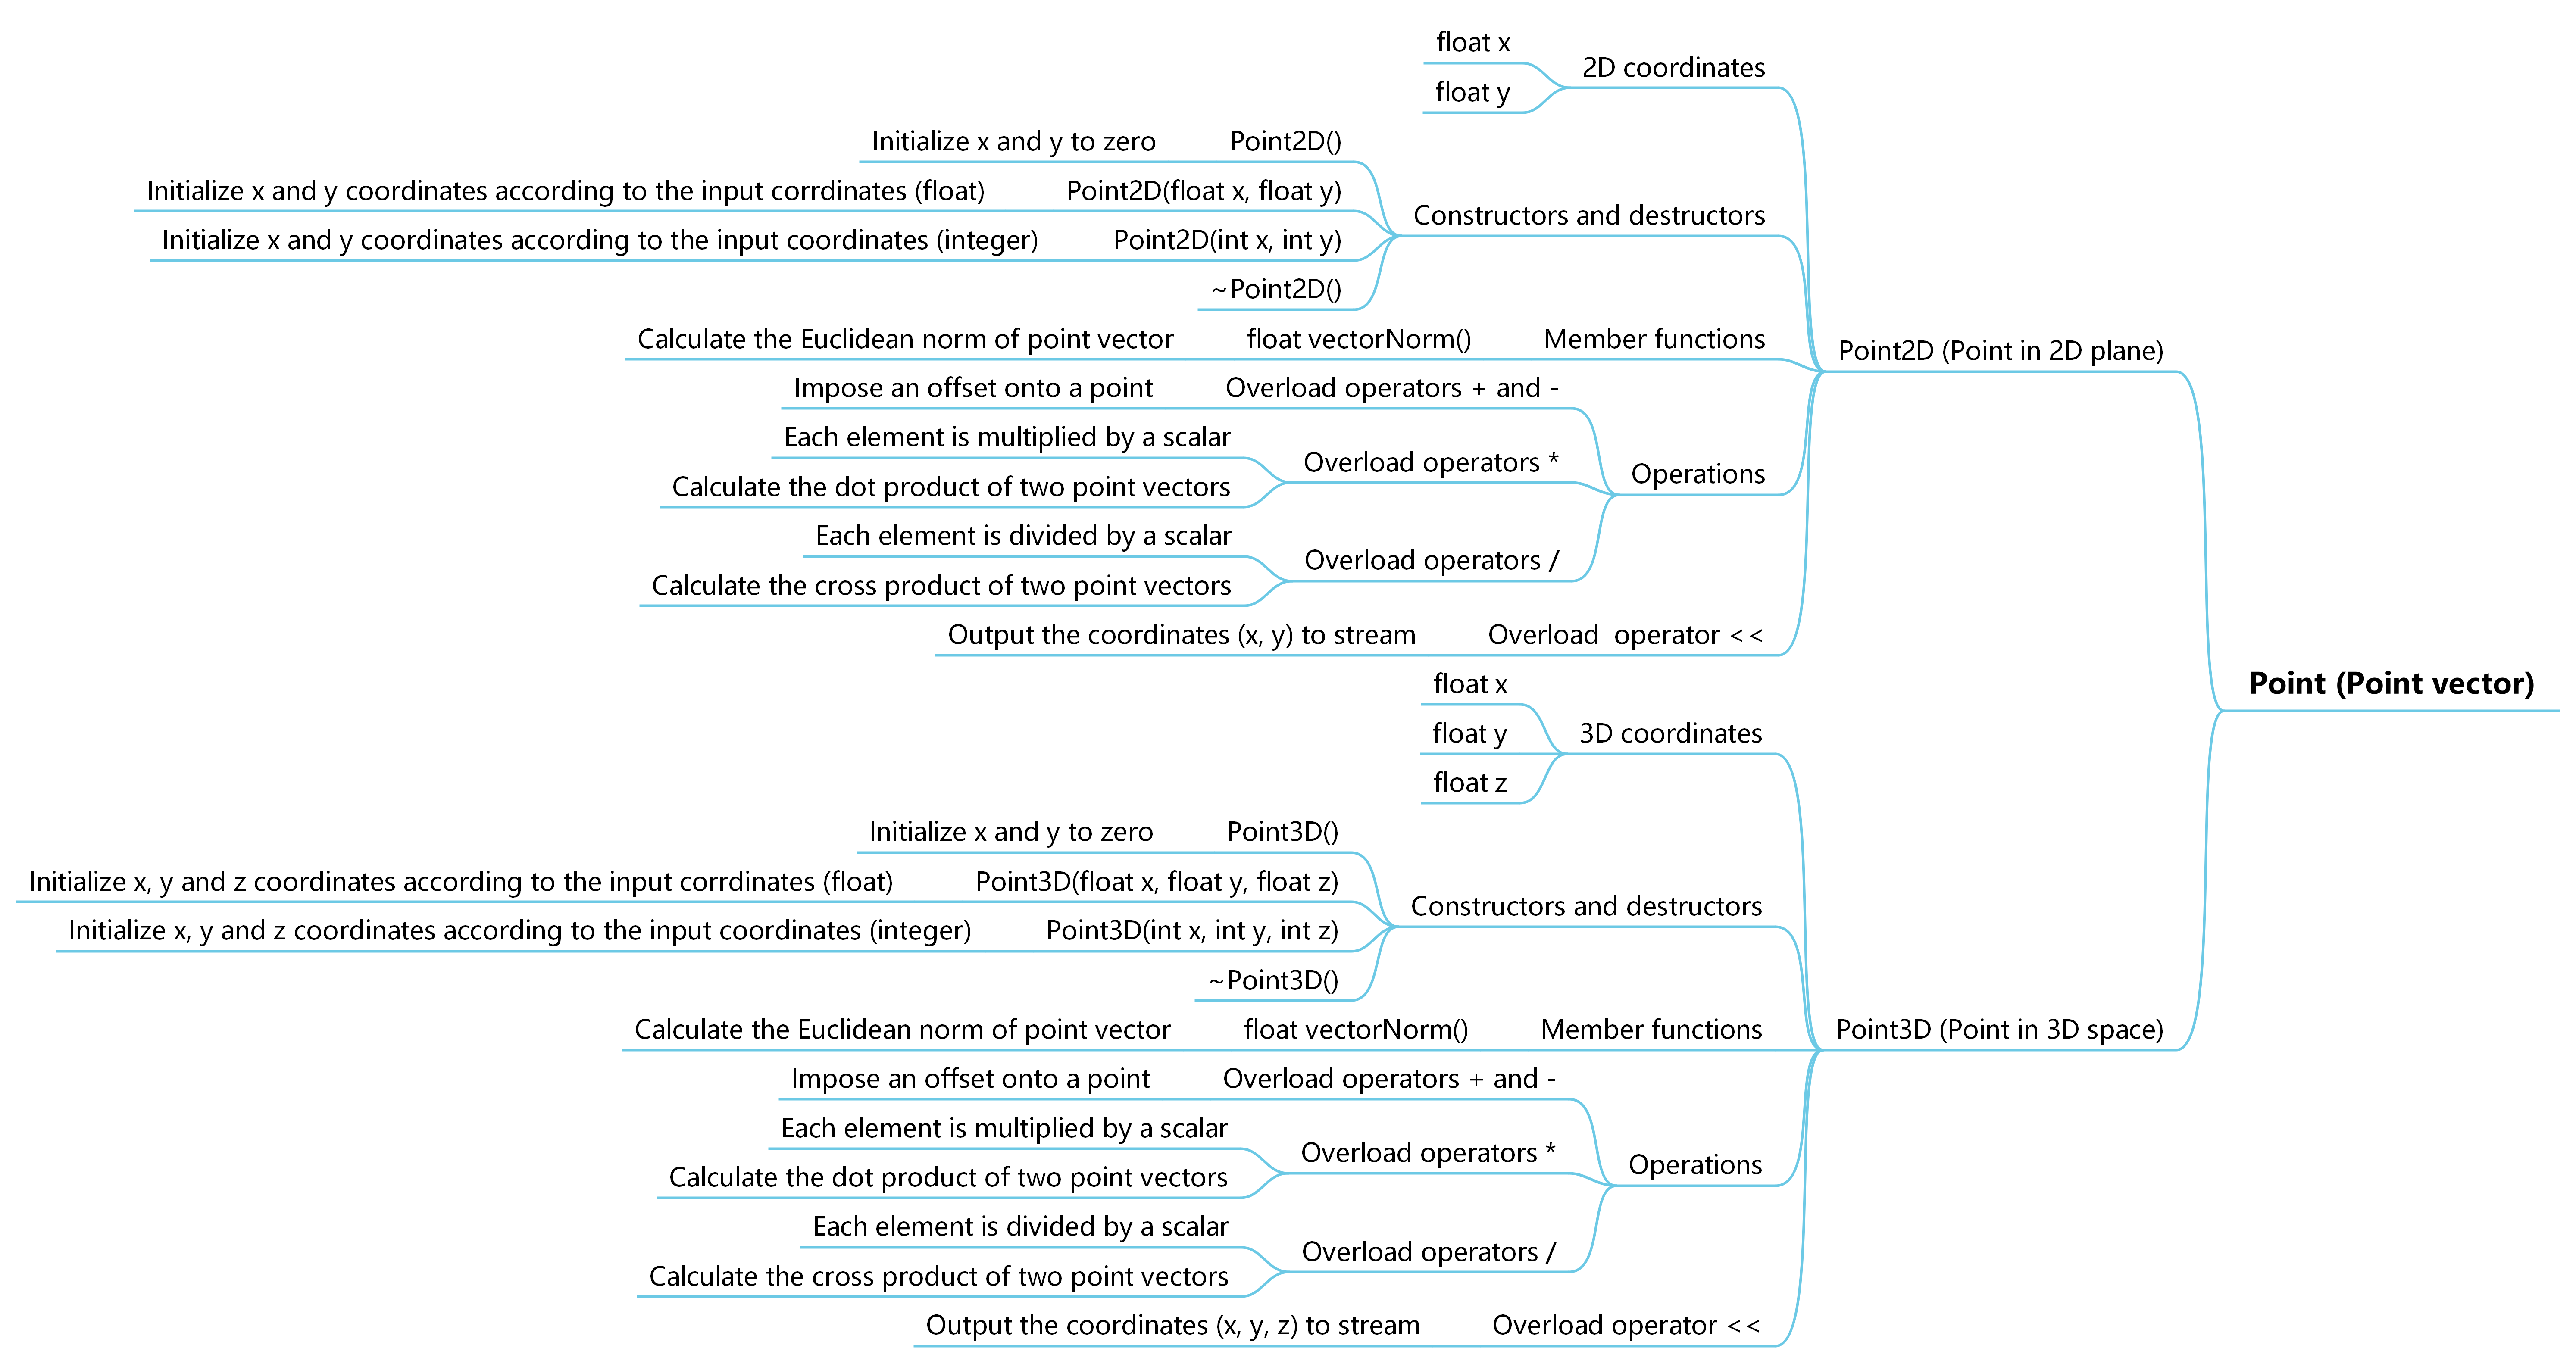 float x
2D coordinates
float y
Initialize x and y to zero Point2D()
Initialize x and y coordinates according to the input corrdinates (float) Point2D(float x, float y)
Constructors and destructors
Initialize x and y coordinates according to the input coordinates (integer) Point2D(int x, int y)
~Point2D()
Calculate the Euclidean norm of point vector float vectorNorm() Member functions
Point2D (Point in 2D plane)
Impose an offset onto a point Overload operators + and -
Each element is multiplied by a scalar
Overload operators *
Operations
Calculate the dot product of two point vectors
Each element is divided by a scalar
Overload operators /
Calculate the cross product of two point vectors
Output the coordinates (x, y) to stream Overload  operator <<
Point (Point vector)
float x
float y 3D coordinates
float z
Initialize x and y to zero Point3D()
Initialize x, y and z coordinates according to the input corrdinates (float) Point3D(float x, float y, float z)
Constructors and destructors
Initialize x, y and z coordinates according to the input coordinates (integer) Point3D(int x, int y, int z)
~Point3D()
Calculate the Euclidean norm of point vector float vectorNorm() Member functions Point3D (Point in 3D space)
Impose an offset onto a point Overload operators + and -
Each element is multiplied by a scalar
Overload operators *
Operations
Calculate the dot product of two point vectors
Each element is divided by a scalar
Overload operators /
Calculate the cross product of two point vectors
Output the coordinates (x, y, z) to stream Overload operator <<